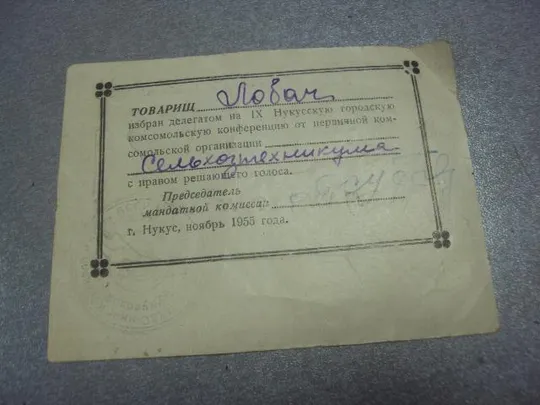 ТОВАРИЩ Лобач
избран делегатом на IX Нукусскую городскую
комсомольскую конференцию от первичной ком-
сомольской организации
Сельхозтехникума
с правом решающего голоса.
Председатель
мандатной комиссии
г. Нукус, ноябрь 1955 года.